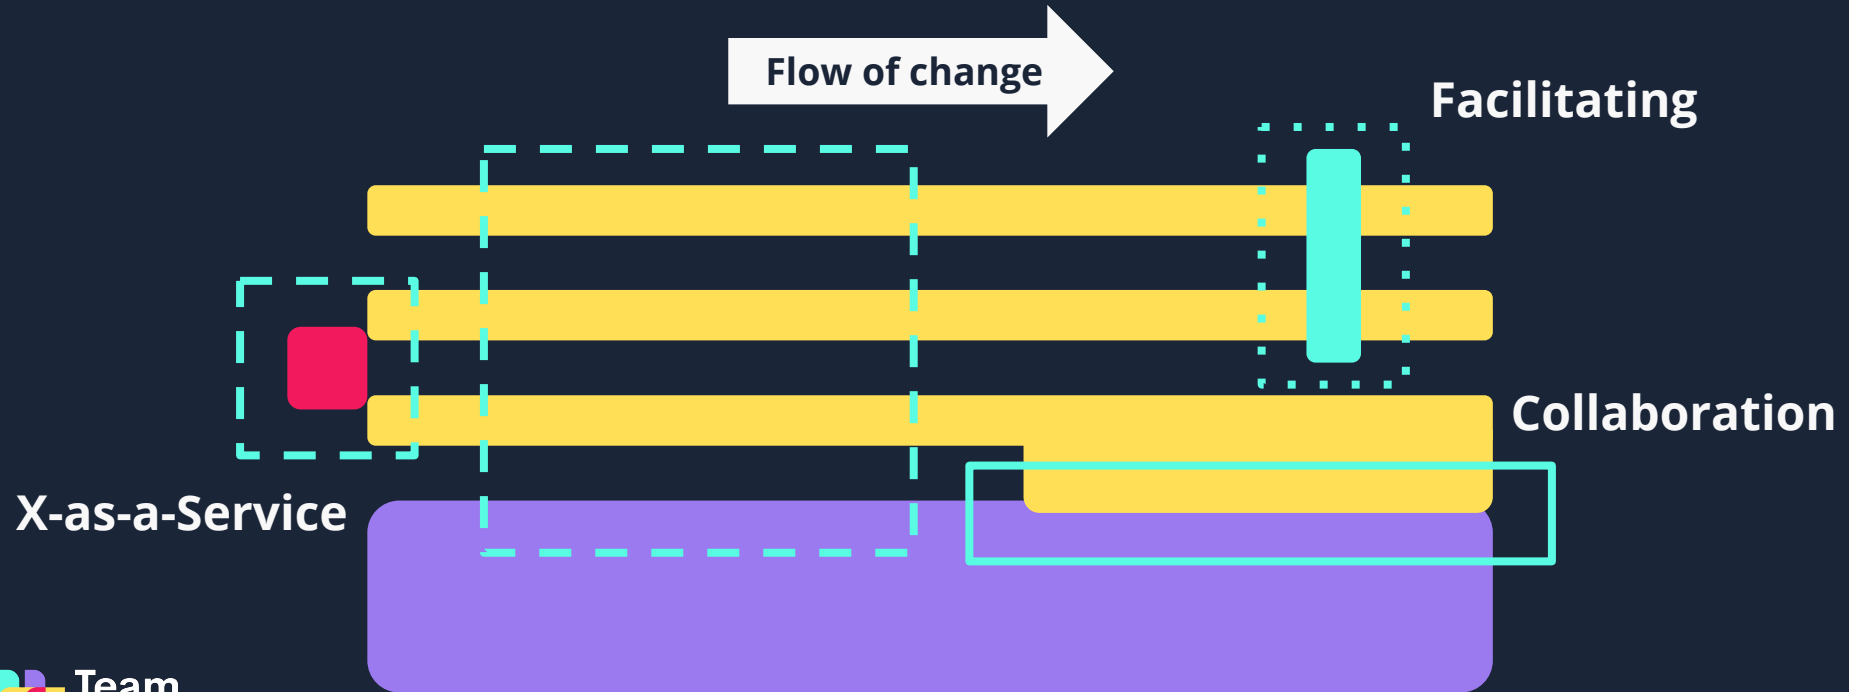 Flow of change
Facilitating
Collaboration
X-as-a-Service
Team